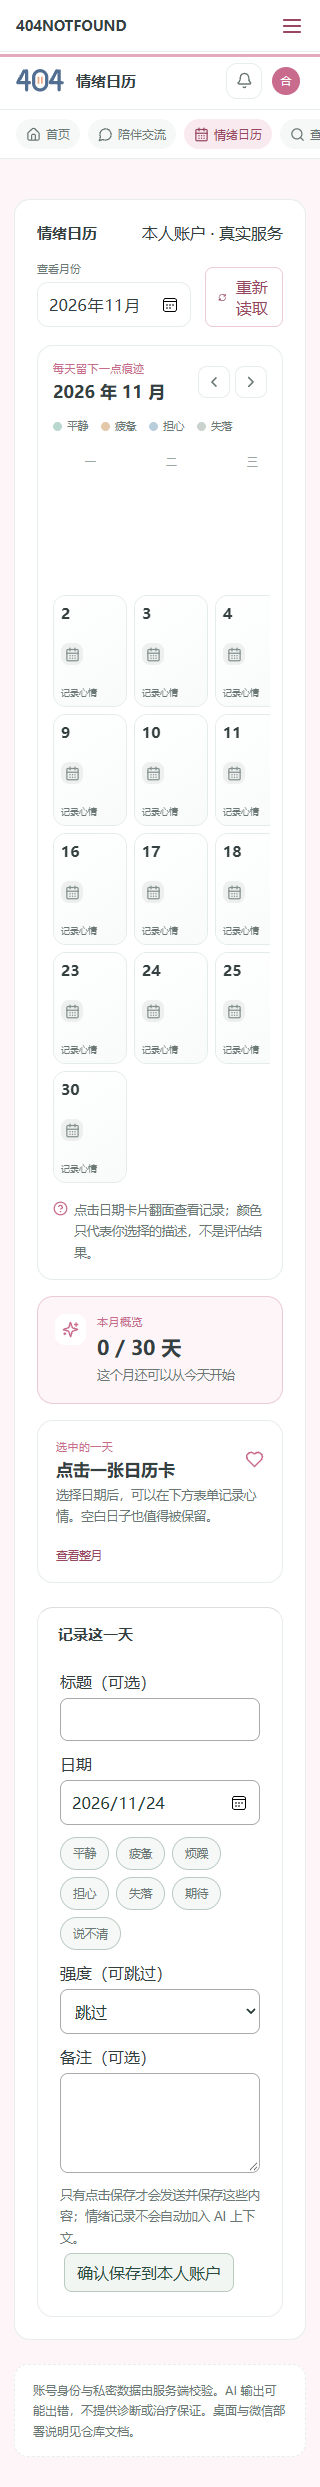 404NOTFOUND
404 情绪日历
合
首页 陪伴交流 情绪日历 查
情绪日历 本人账户 · 真实服务
查看月份
2026年11月
重新
读取
每天留下一点痕迹
2026 年 11 月
平静 疲惫 担心 失落
一 二 三
2 3 4
记录心情 记录心情 记录心情
9 10 11
记录心情 记录心情 记录心情
16 17 18
记录心情 记录心情 记录心情
23 24 25
记录心情 记录心情 记录心情
30
记录心情
点击日期卡片翻面查看记录；颜色
只代表你选择的描述，不是评估结
果。
本月概览
0 / 30 天
这个月还可以从今天开始
选中的一天
点击一张日历卡
选择日期后，可以在下方表单记录心
情。空白日子也值得被保留。
查看整月
记录这一天
标题（可选）
日期
2026/11/24
平静 疲惫 烦躁
担心 失落 期待
说不清
强度（可跳过）
跳过
备注（可选）
只有点击保存才会发送并保存这些内
容；情绪记录不会自动加入 AI 上下
文。
确认保存到本人账户
账号身份与私密数据由服务端校验。AI 输出可
能出错，不提供诊断或治疗保证。桌面与微信部
署说明见仓库文档。